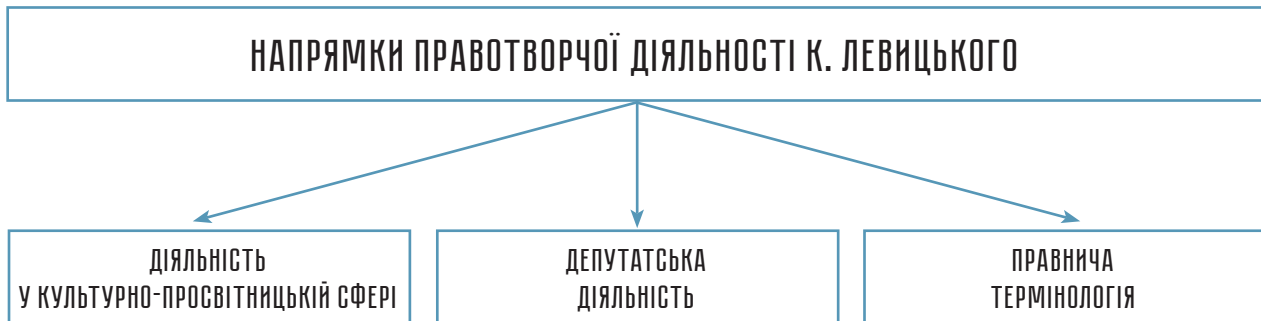 НАПРЯМКИ ПРАВОТВОРЧОЇ ДІЯЛЬНОСТІ К. ЛЕВИЦЬКОГО
ДІЯЛЬНІСТЬ
У КУЛЬТУРНО-ПРОСВІТНИЦЬКІЙ СФЕРІ
ДЕПУТАТСЬКА
ДІЯЛЬНІСТЬ
ПРАВНИЧА
ТЕРМІНОЛОГІЯ